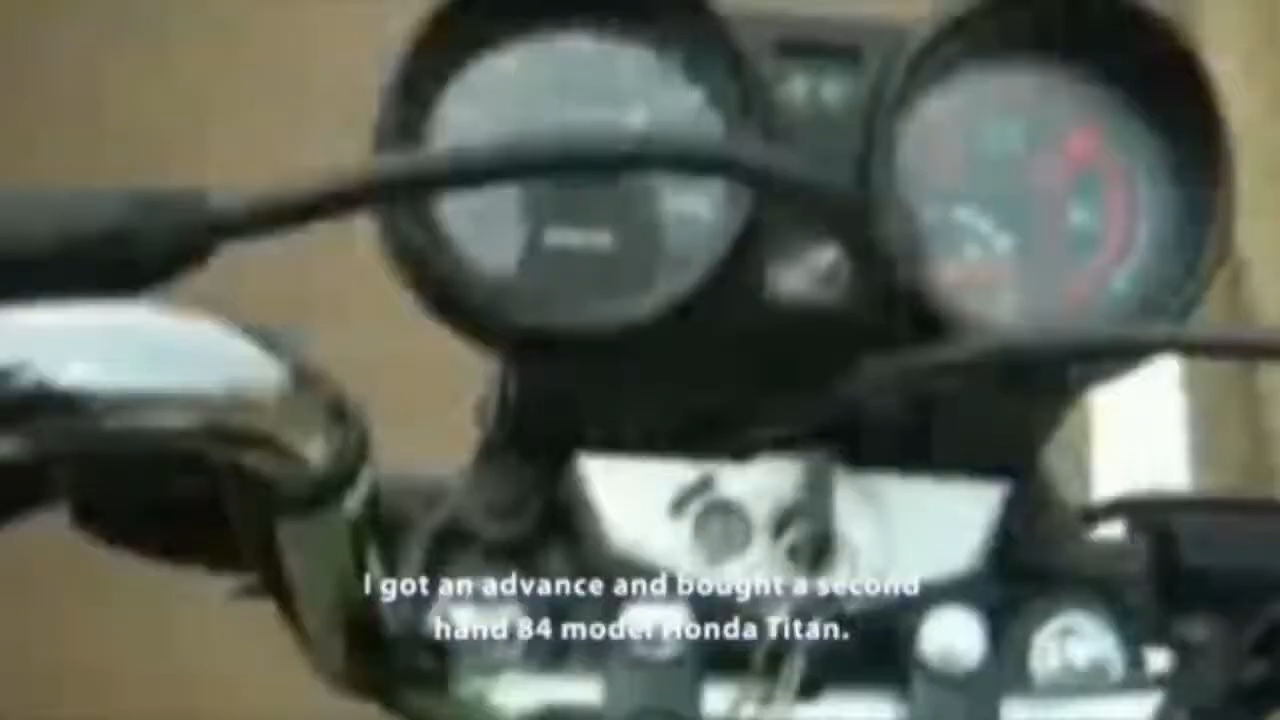 I got an advance and bought a second
hand 84 model Honda Titan.